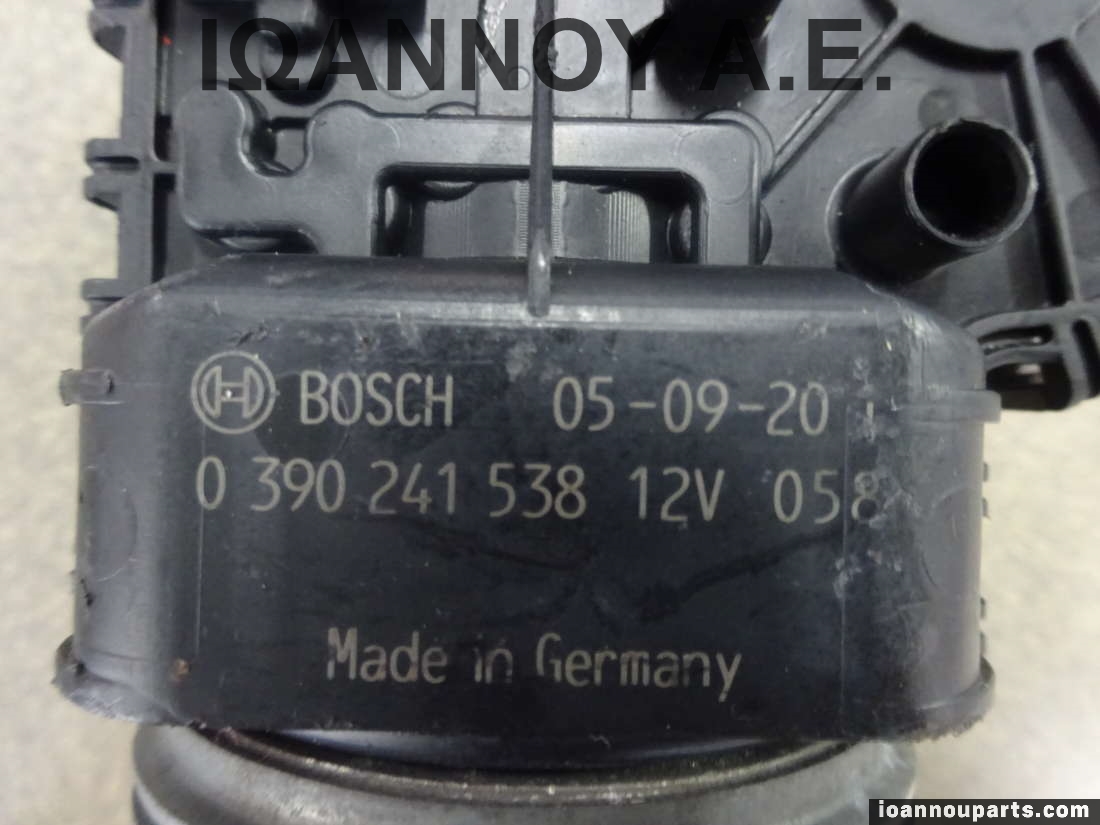 ΙΩΑΝΝΟΥ Α.Ε.
BOSCH 05-09-20
0 390 241 538 12V 058
Made in Germany
ioannouparts.com